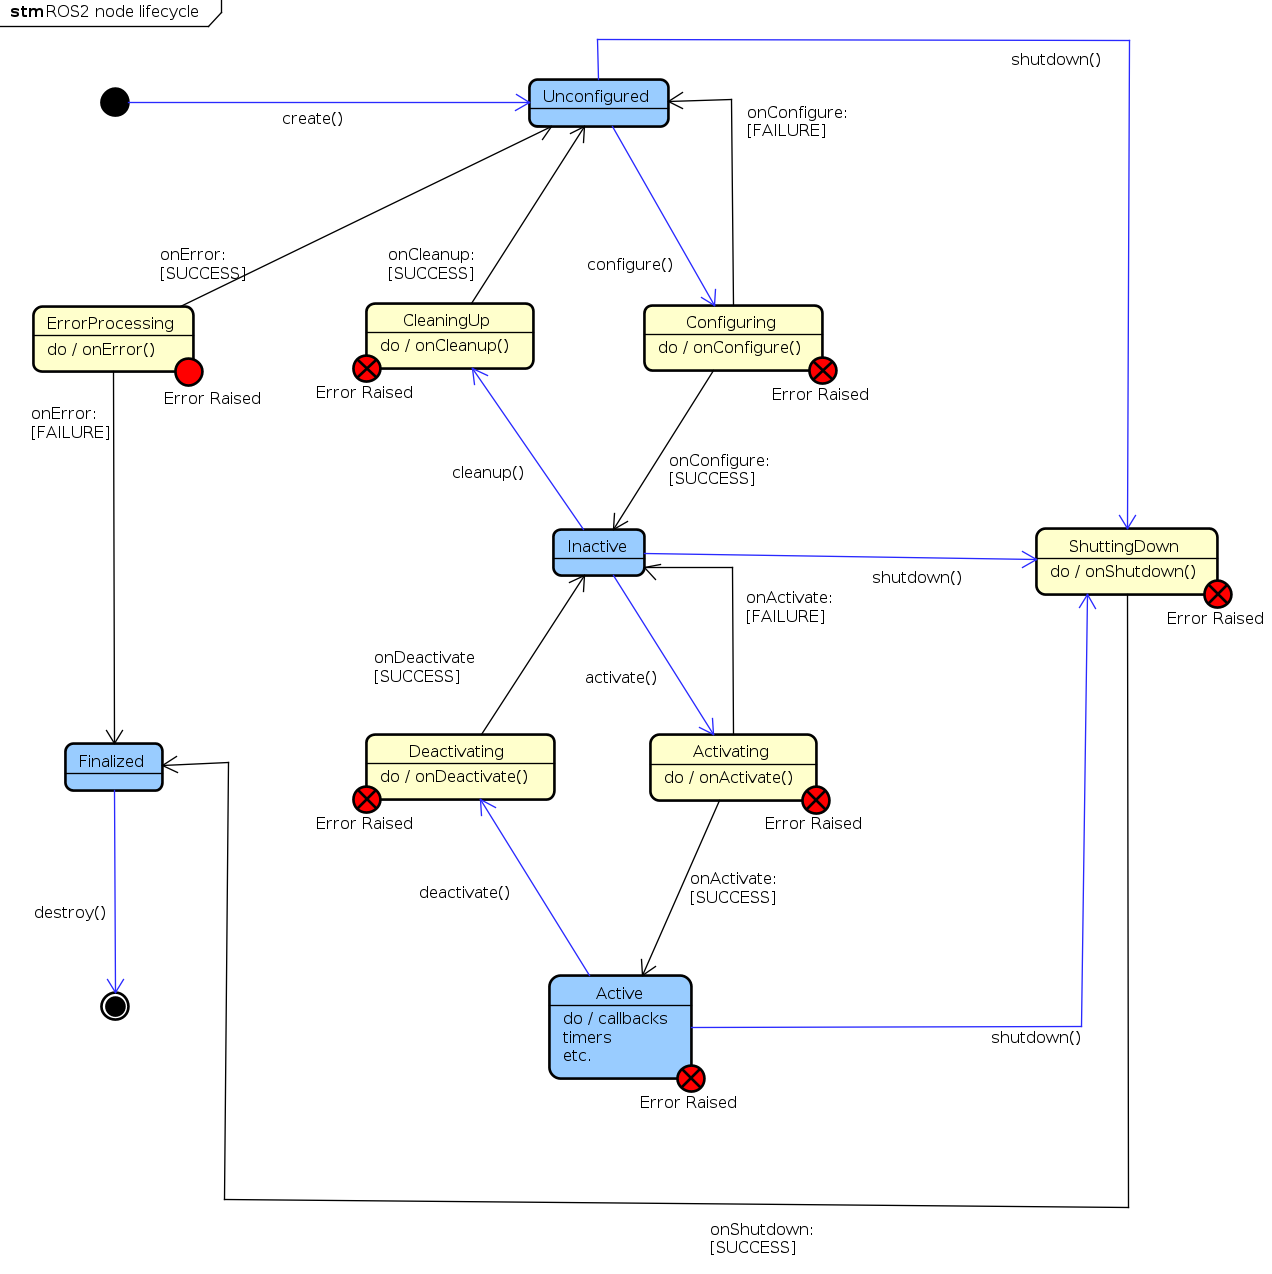 stm ROS2 node lifecycle
shutdown()
Unconfigured
create()
onConfigure:
[FAILURE]
onError:
[SUCCESS]
onCleanup:
[SUCCESS]
configure()
ErrorProcessing
do / onError()
Error Raised
CleaningUp
do / onCleanup()
Error Raised
Configuring
do / onConfigure()
Error Raised
onError:
[FAILURE]
cleanup()
onConfigure:
[SUCCESS]
Inactive
shutdown()
ShuttingDown
do / onShutdown()
Error Raised
onActivate:
[FAILURE]
onDeactivate
[SUCCESS]
activate()
Finalized
Deactivating
do / onDeactivate()
Error Raised
Activating
do / onActivate()
Error Raised
deactivate()
onActivate:
[SUCCESS]
destroy()
Active
do / callbacks
timers
etc.
Error Raised
shutdown()
onShutdown:
[SUCCESS]